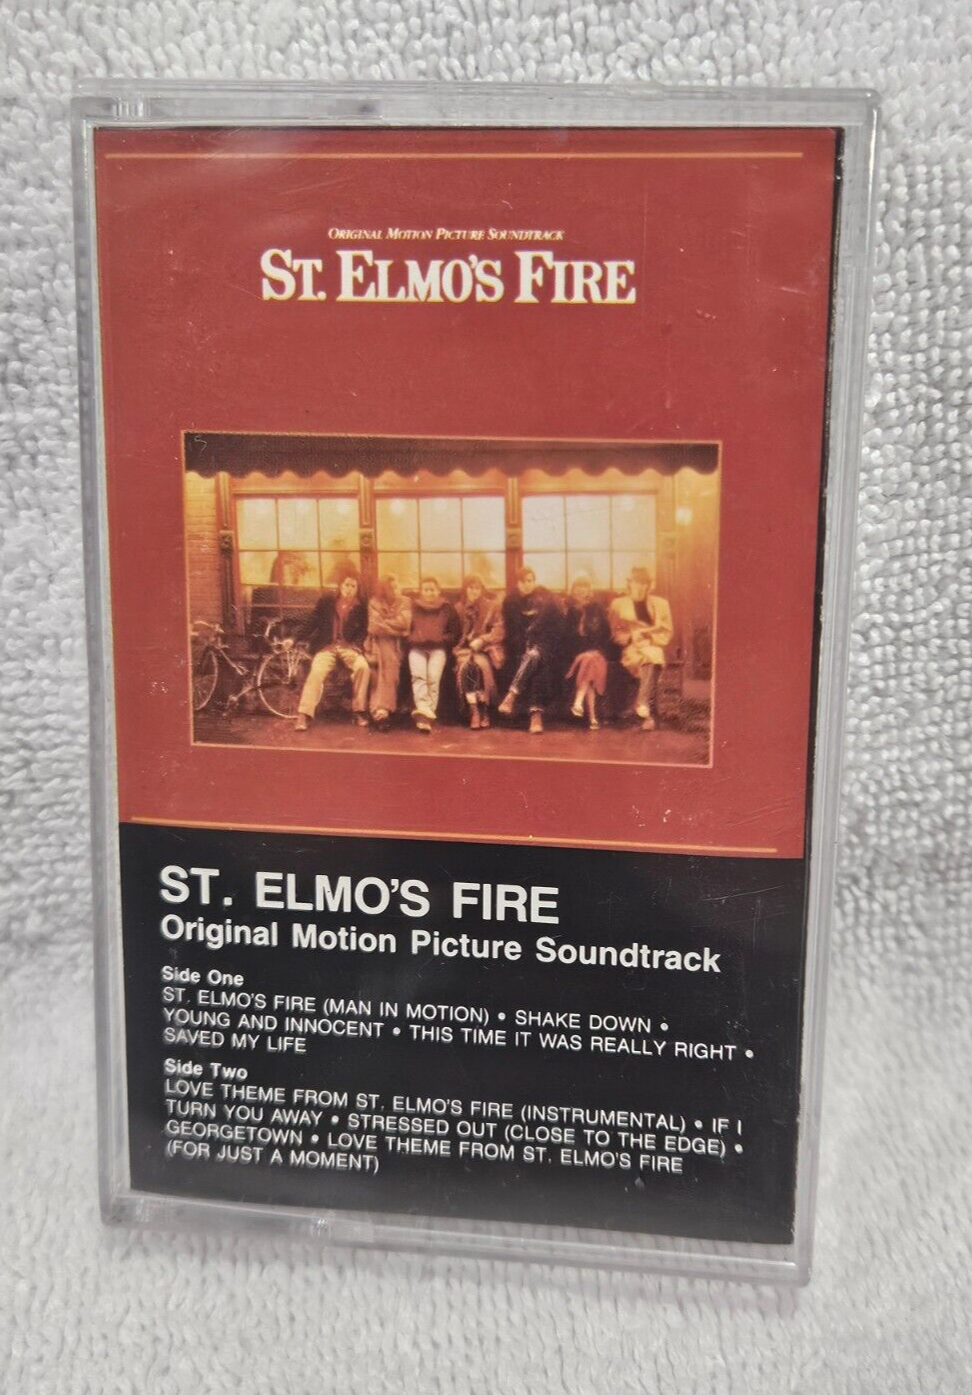 ORIGINAL MOTION PICTURE SOUNDTRACK
ST. ELMO'S FIRE
ST. ELMO'S FIRE
Original Motion Picture Soundtrack
Side One
ST. ELMO'S FIRE (MAN IN MOTION) • SHAKE DOWN •
YOUNG AND INNOCENT • THIS TIME IT WAS REALLY RIGHT •
SAVED MY LIFE
Side Two
LOVE THEME FROM ST. ELMO'S FIRE (INSTRUMENTAL) • IF I
TURN YOU AWAY • STRESSED OUT (CLOSE TO THE EDGE) •
GEORGETOWN • LOVE THEME FROM ST. ELMO'S FIRE
(FOR JUST A MOMENT)